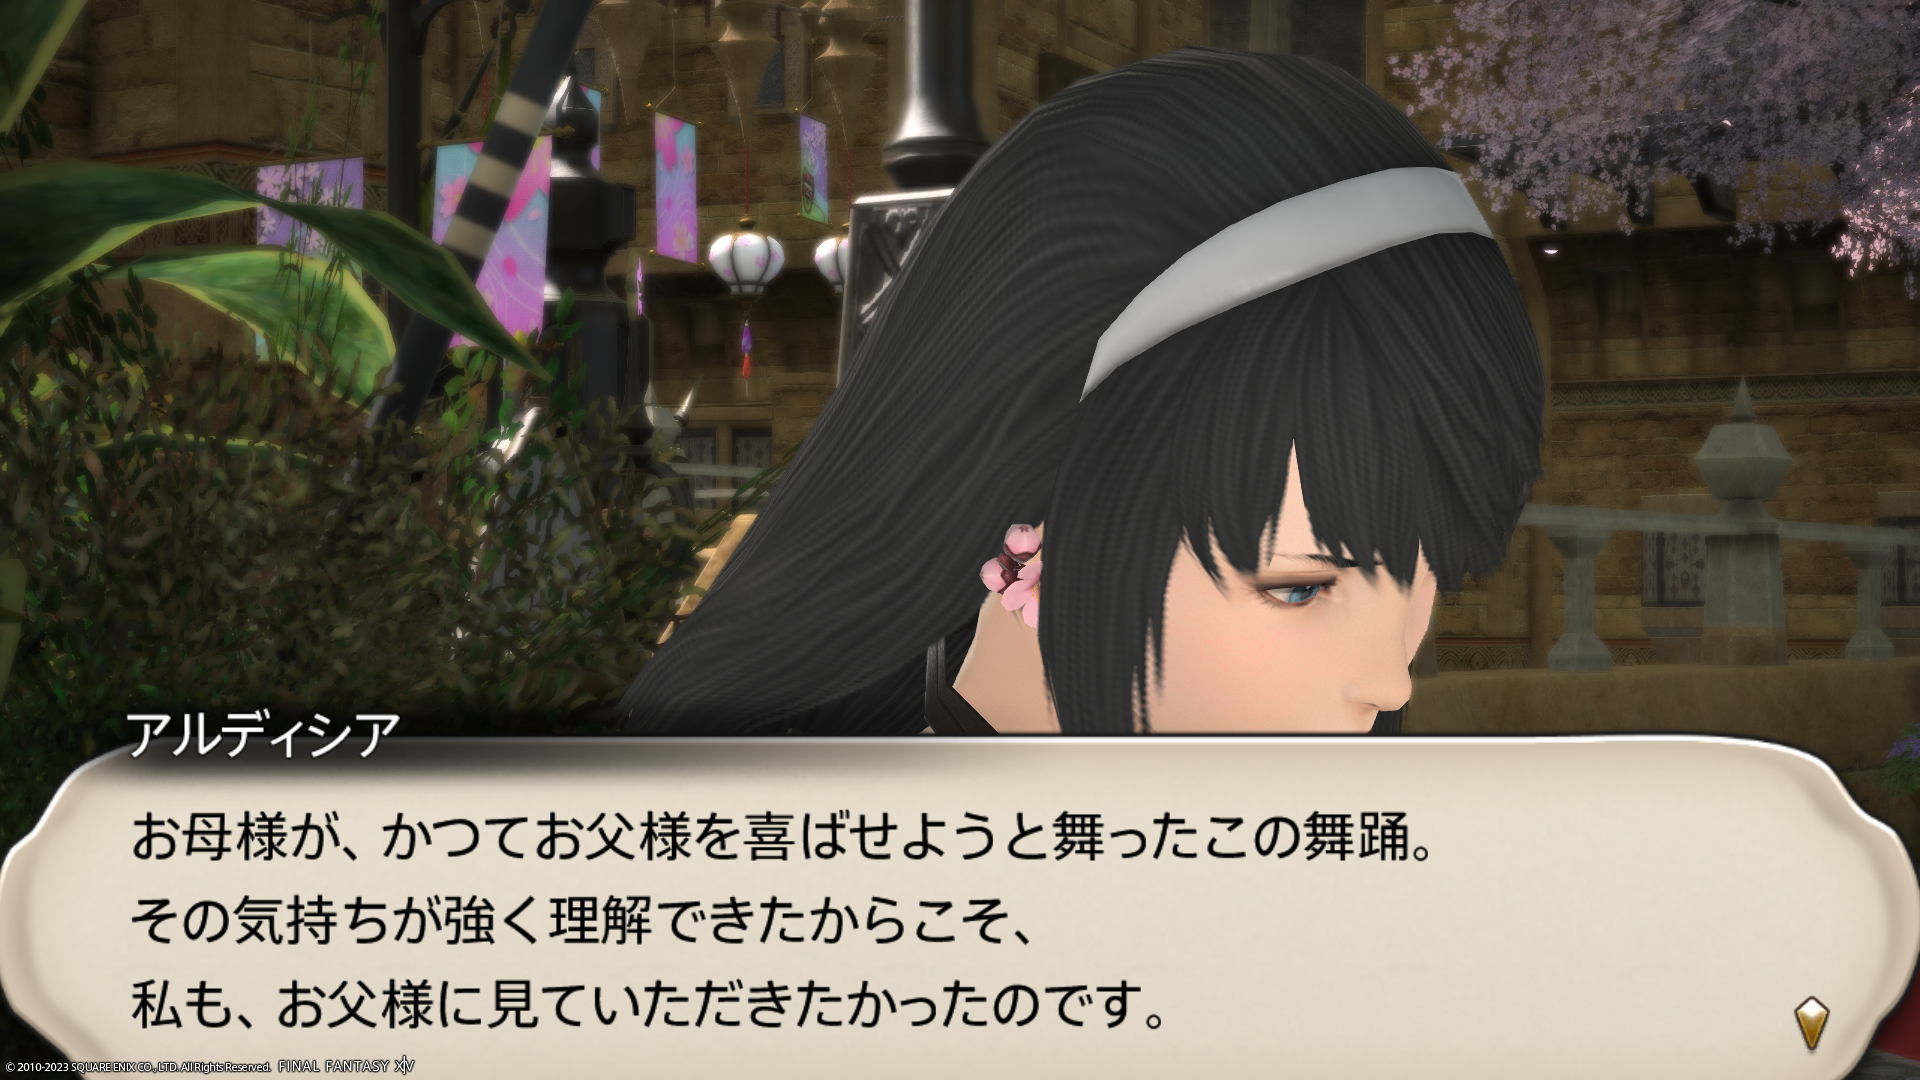 アルディシア
お母様が、かつてお父様を喜ばせようと舞ったこの舞踊。
その気持ちが強く理解できたからこそ、
私も、お父様に見ていただきたかったのです。
© 2010-2023 SQUARE ENIX CO., LTD. All Rights Reserved. FINAL FANTASY XIV